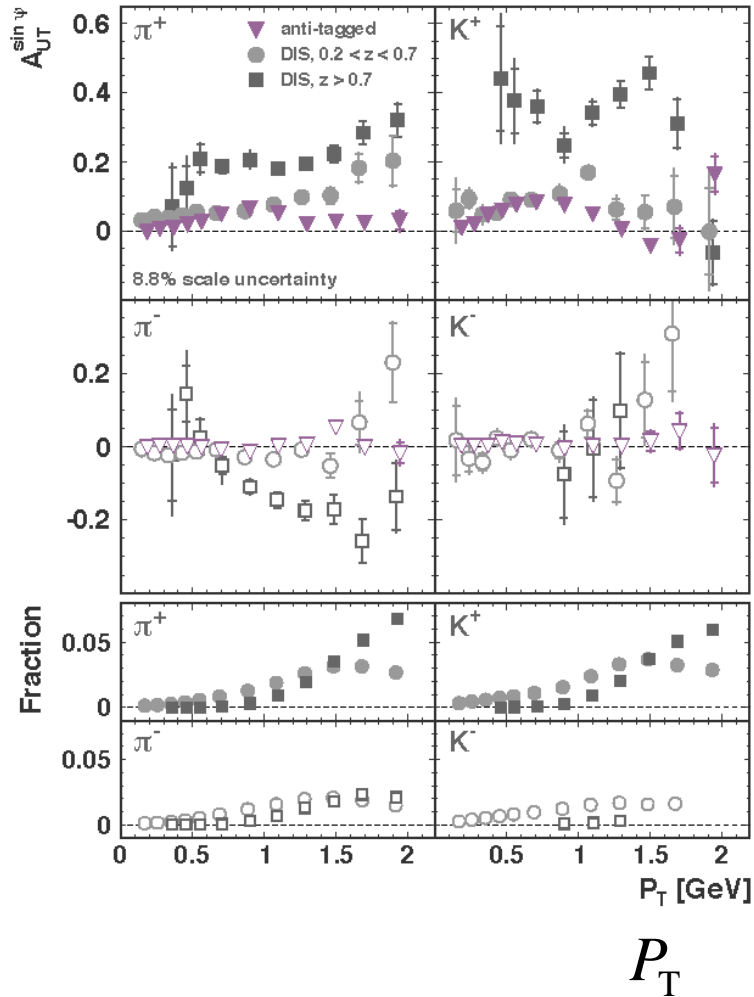 A_UT^sin ψ
0.6
0.4
0.2
0
π+
anti-tagged
DIS, 0.2 < z < 0.7
DIS, z > 0.7
8.8% scale uncertainty
K+
0.2
0
-0.2
π-
K-
Fraction
0.05
0
π+
K+
0.05
0
π-
K-
0 0.5 1 1.5 2 0.5 1 1.5 2
P_T [GeV]
P_T